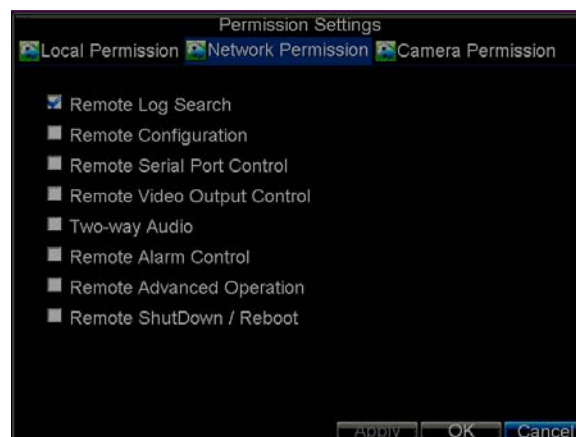 Permission Settings
Local Permission Network Permission Camera Permission
Remote Log Search
Remote Configuration
Remote Serial Port Control
Remote Video Output Control
Two-way Audio
Remote Alarm Control
Remote Advanced Operation
Remote ShutDown / Reboot
Apply OK Cancel